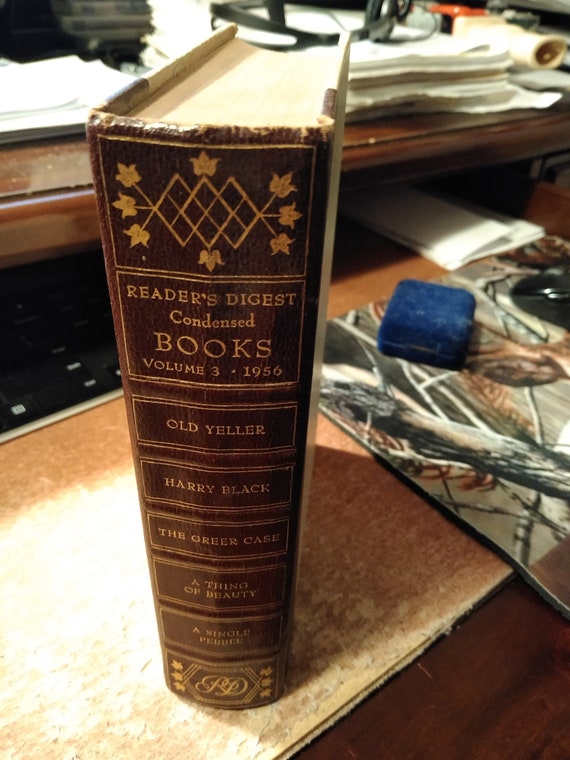 READER'S DIGEST
Condensed
BOOKS
VOLUME 3 · 1956
OLD YELLER
HARRY BLACK
THE GREER CASE
A THING
OF BEAUTY
A SINGLE
PEBBLE
RD